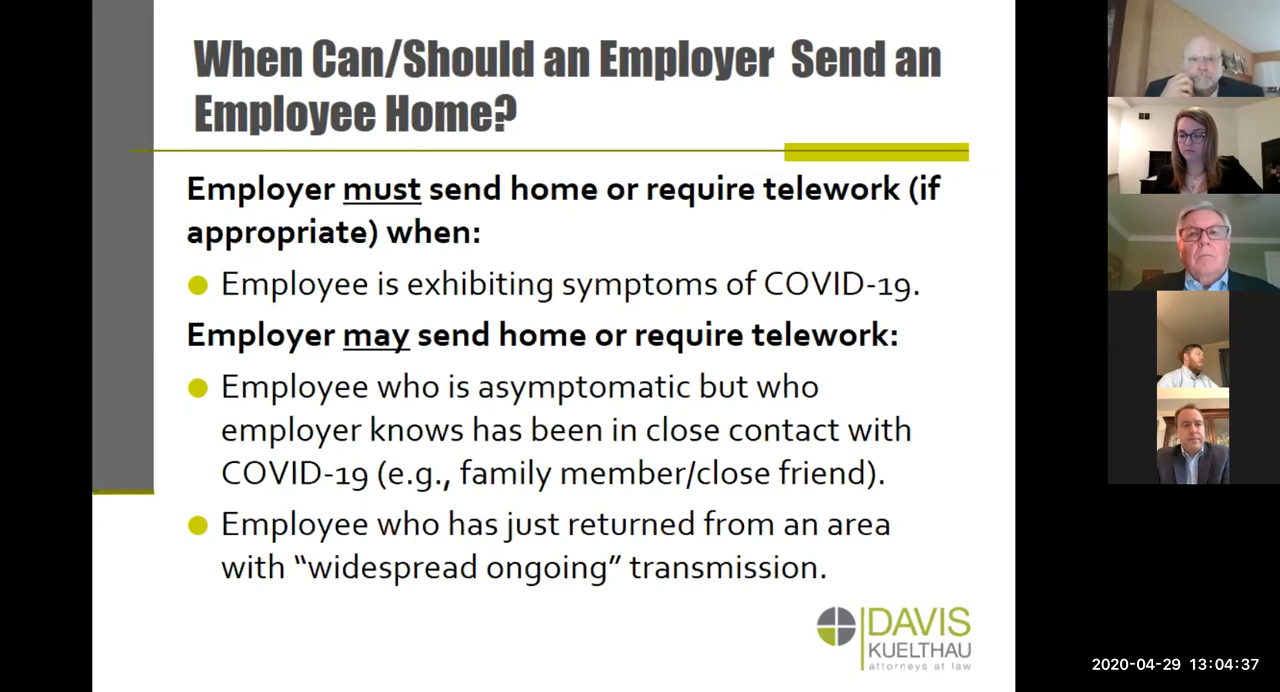 When Can/Should an Employer Send an
Employee Home?
Employer must send home or require telework (if
appropriate) when:
Employee is exhibiting symptoms of COVID-19.
Employer may send home or require telework:
Employee who is asymptomatic but who
employer knows has been in close contact with
COVID-19 (e.g., family member/close friend).
Employee who has just returned from an area
with “widespread ongoing” transmission.
DAVIS
KUELTHAU
attorneys at law
2020-04-29 13:04:37